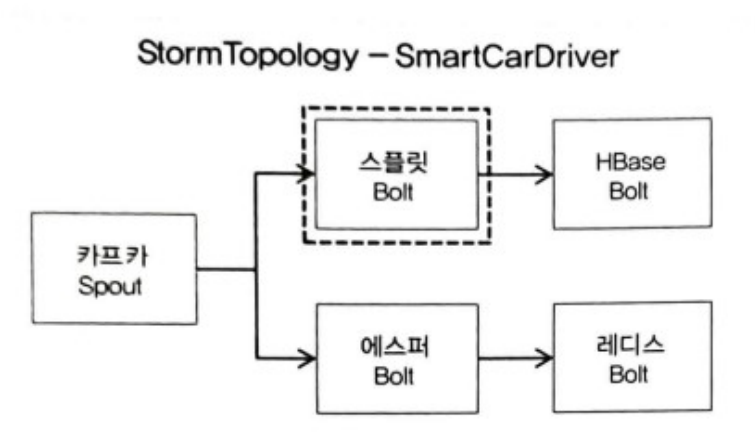 StormTopology – SmartCarDriver
스플릿
Bolt
HBase
Bolt
카프카
Spout
에스퍼
Bolt
레디스
Bolt